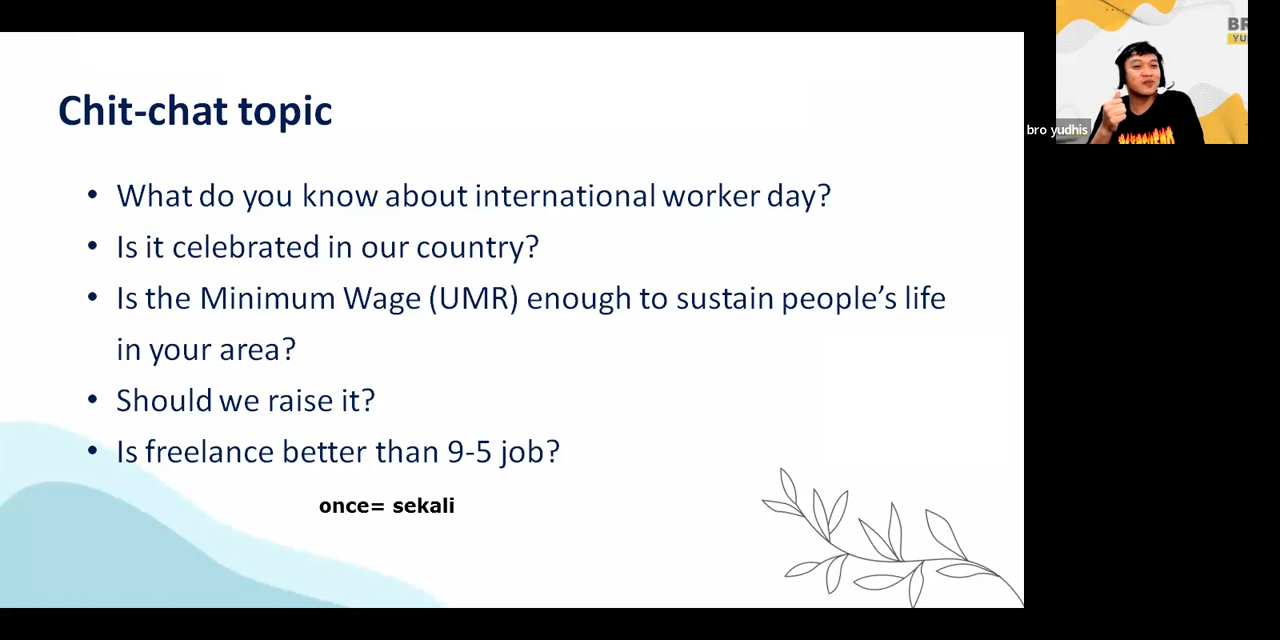 Chit-chat topic
• What do you know about international worker day?
• Is it celebrated in our country?
• Is the Minimum Wage (UMR) enough to sustain people’s life
in your area?
• Should we raise it?
• Is freelance better than 9-5 job?
once= sekali
bro yudhis